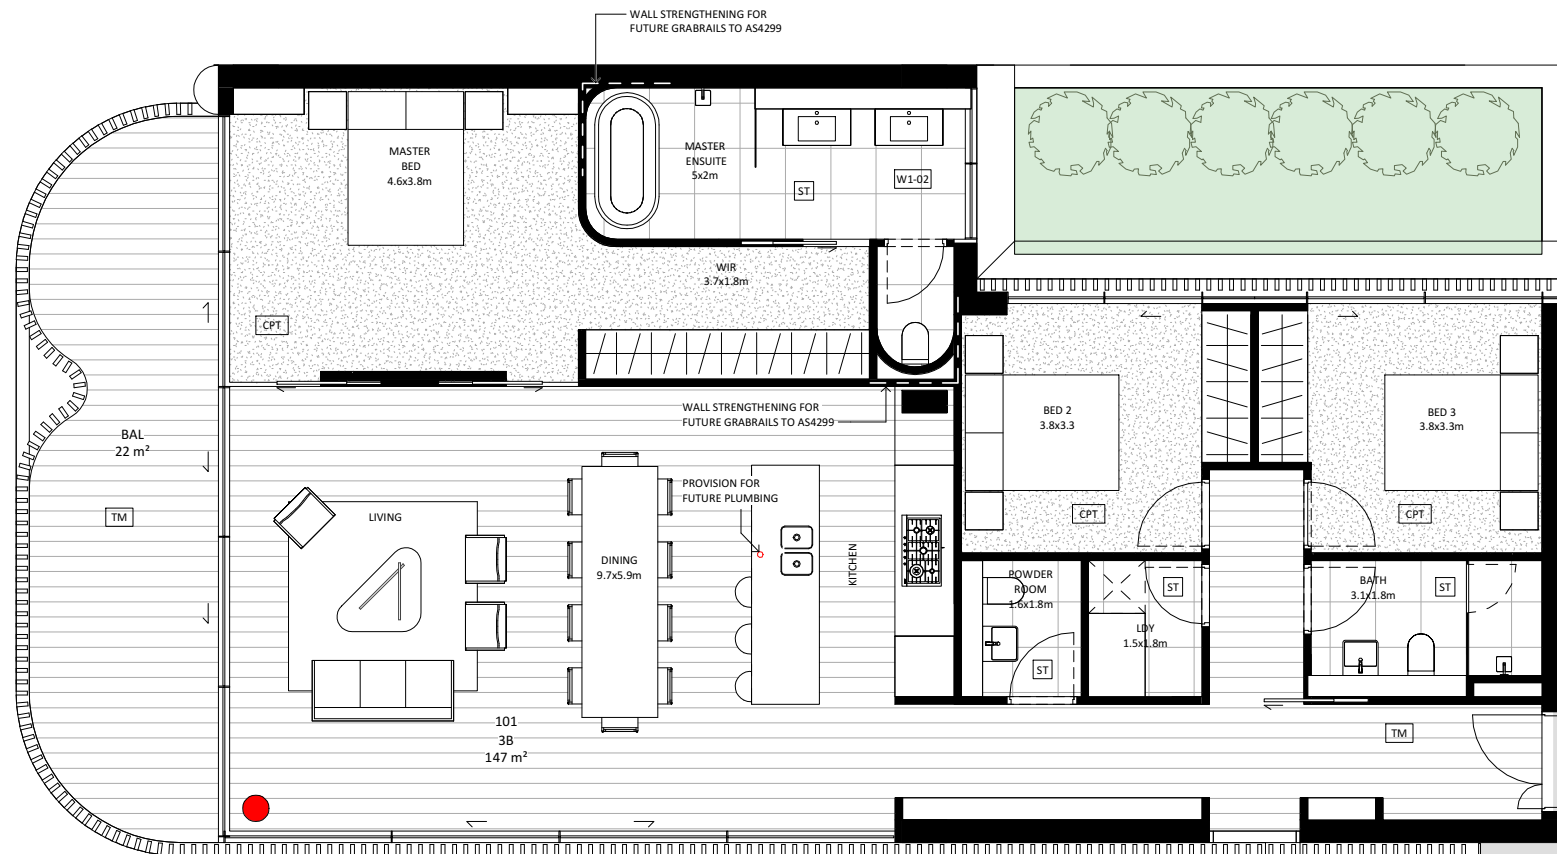 WALL STRENGTHENING FOR
FUTURE GRABRAILS TO AS4299
MASTER
BED
4.6x3.8m
MASTER
ENSUITE
5x2m
ST
W1-02
WIR
3.7x1.8m
CPT
WALL STRENGTHENING FOR
FUTURE GRABRAILS TO AS4299
BED 2
3.8x3.3
BED 3
3.8x3.3m
BAL
22 m²
TM
LIVING
PROVISION FOR
FUTURE PLUMBING
CPT
CPT
DINING
9.7x5.9m
KITCHEN
POWDER
ROOM
1.6x1.8m
ST
LDY
1.5x1.8m
ST
BATH
3.1x1.8m
ST
101
3B
147 m²
TM